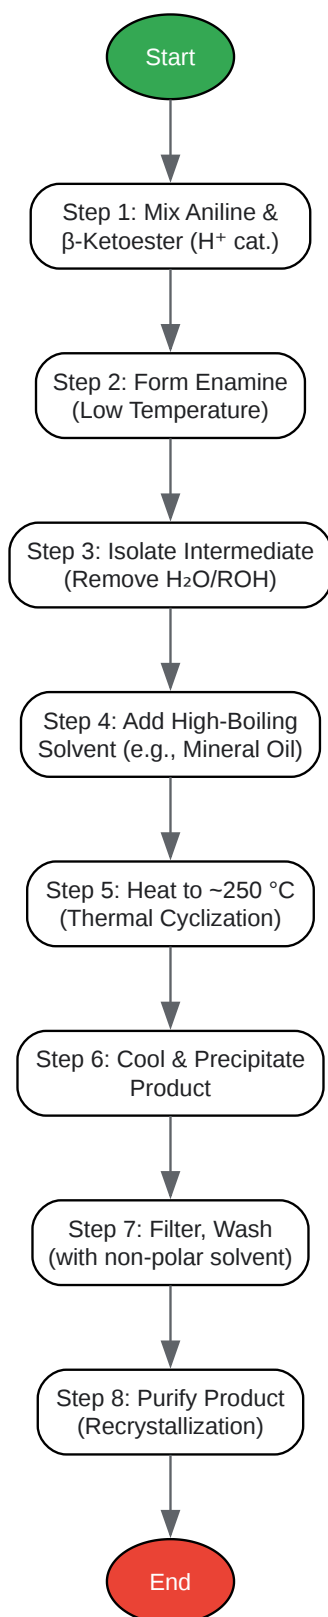 Start
Step 1: Mix Aniline &
β-Ketoester (H⁺ cat.)
Step 2: Form Enamine
(Low Temperature)
Step 3: Isolate Intermediate
(Remove H₂O/ROH)
Step 4: Add High-Boiling
Solvent (e.g., Mineral Oil)
Step 5: Heat to ~250 °C
(Thermal Cyclization)
Step 6: Cool & Precipitate
Product
Step 7: Filter, Wash
(with non-polar solvent)
Step 8: Purify Product
(Recrystallization)
End